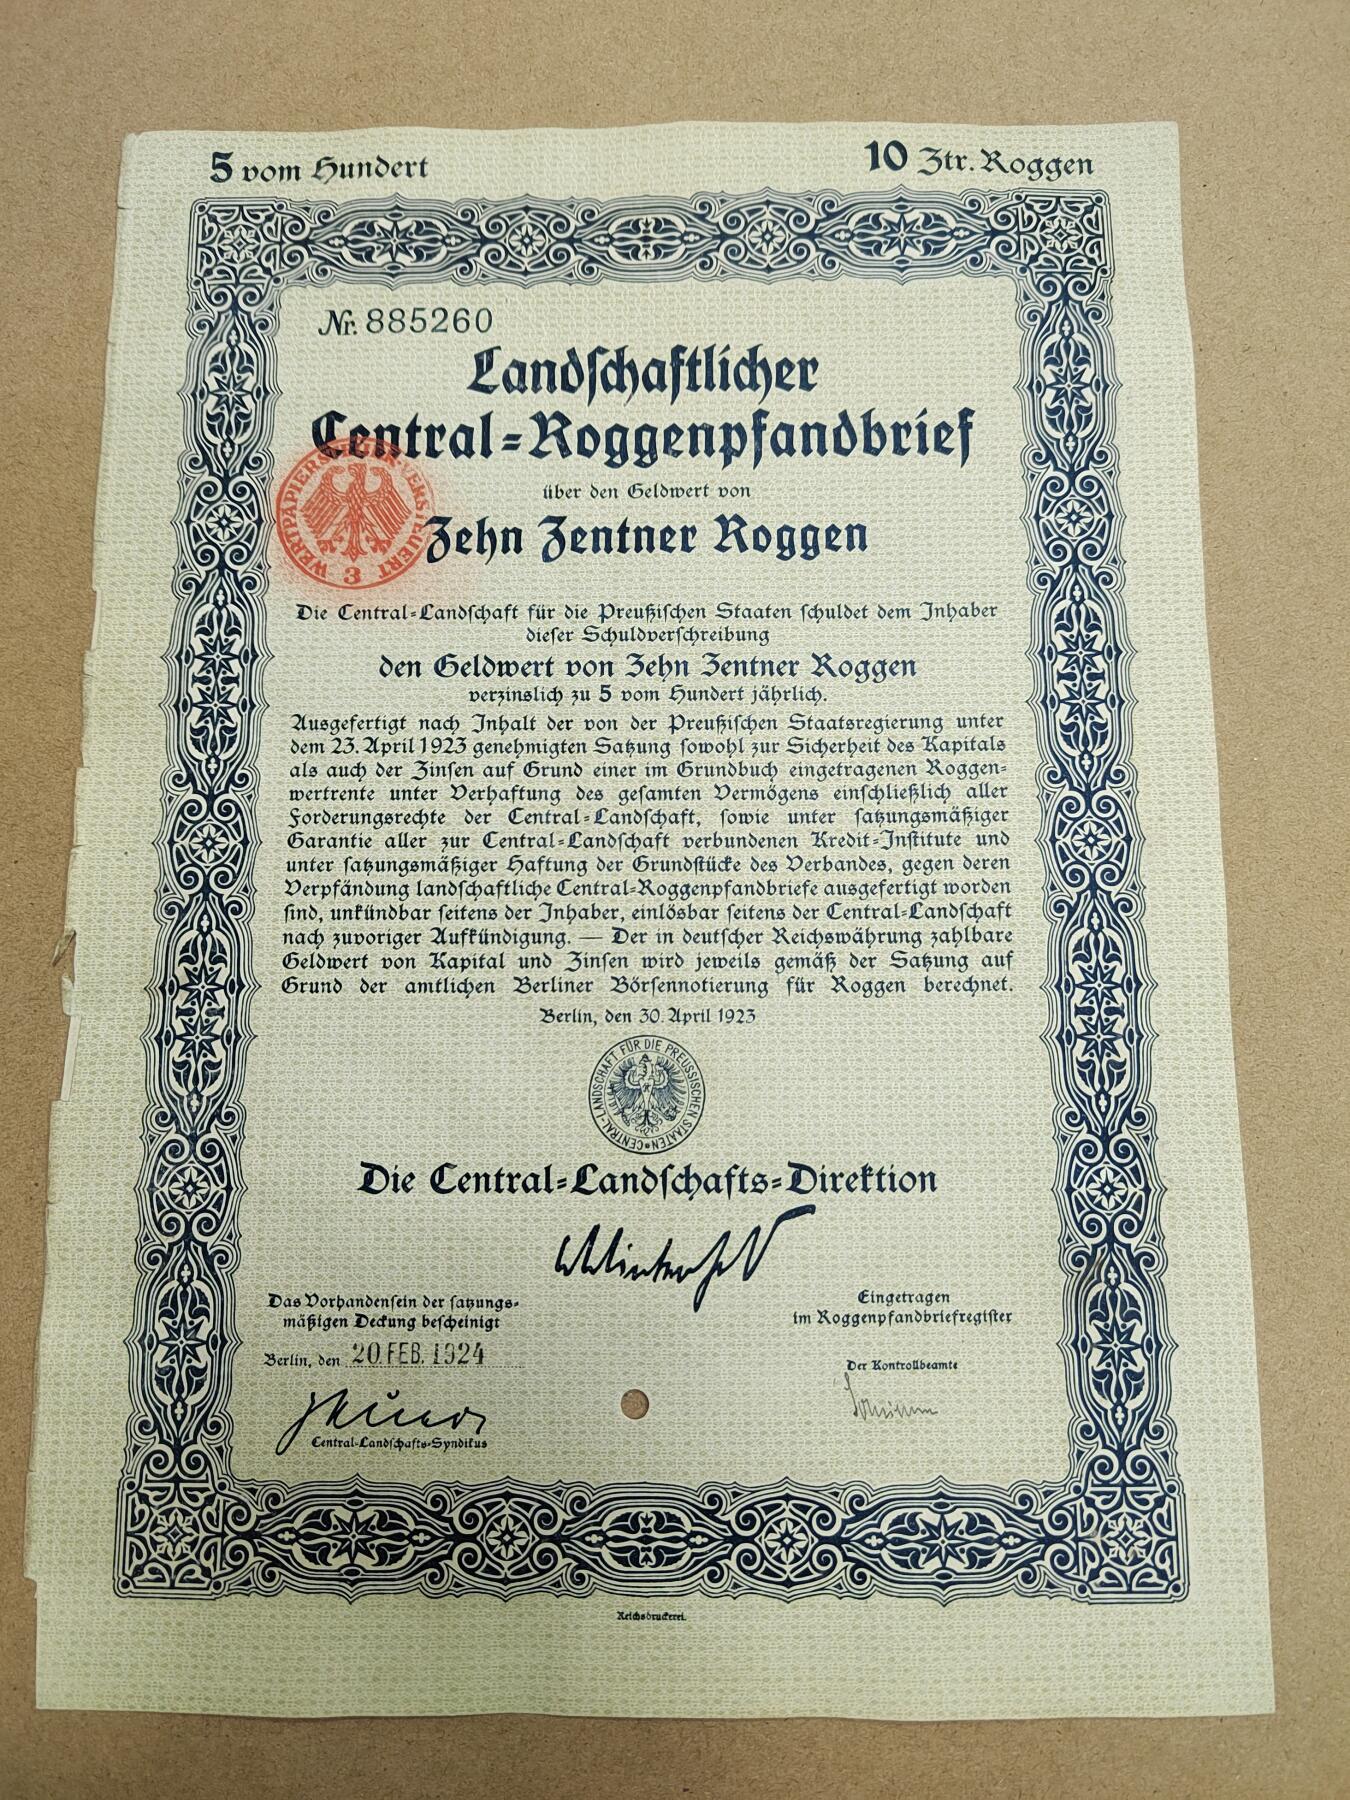 5 vom Hundert
10 Ztr. Roggen
Nr. 885260
Landſchaftlicher
Central-Roggenpfandbrief
über den Geldwert von
Zehn Zentner Roggen
WERTPAPIERSTEUER VERSTEUERT
3
Die Central-Landſchaft für die Preußiſchen Staaten ſchuldet dem Inhaber
dieſer Schuldverſchreibung
den Geldwert von Zehn Zentner Roggen
verzinslich zu 5 vom Hundert jährlich.
Ausgefertigt nach Inhalt der von der Preußiſchen Staatsregierung unter
dem 23. April 1923 genehmigten Satzung ſowohl zur Sicherheit des Kapitals
als auch der Zinſen auf Grund einer im Grundbuch eingetragenen Roggen-
wertrente unter Verhaftung des geſamten Vermögens einſchließlich aller
Forderungsrechte der Central-Landſchaft, ſowie unter ſatzungsmäßiger
Garantie aller zur Central-Landſchaft verbundenen Kredit-Inſtitute und
unter ſatzungsmäßiger Haftung der Grundſtücke des Verbandes, gegen deren
Verpfändung landſchaftliche Central-Roggenpfandbriefe ausgefertigt worden
ſind, unkündbar ſeitens der Inhaber, einlösbar ſeitens der Central-Landſchaft
nach zuvoriger Aufkündigung. — Der in deutſcher Reichswährung zahlbare
Geldwert von Kapital und Zinſen wird jeweils gemäß der Satzung auf
Grund der amtlichen Berliner Börſennotierung für Roggen berechnet.
Berlin, den 30. April 1923
CENTRAL-LANDSCHAFT FÜR DIE PREUSSISCHEN STAATEN
Die Central-Landſchafts-Direktion
Das Vorhandenſein der ſatzungs-
mäßigen Deckung beſcheinigt
Berlin, den 20. FEB. 1924
Central-Landſchafts-Syndikus
Eingetragen
im Roggenpfandbriefregiſter
Der Kontrollbeamte
Reichsdruckerei.